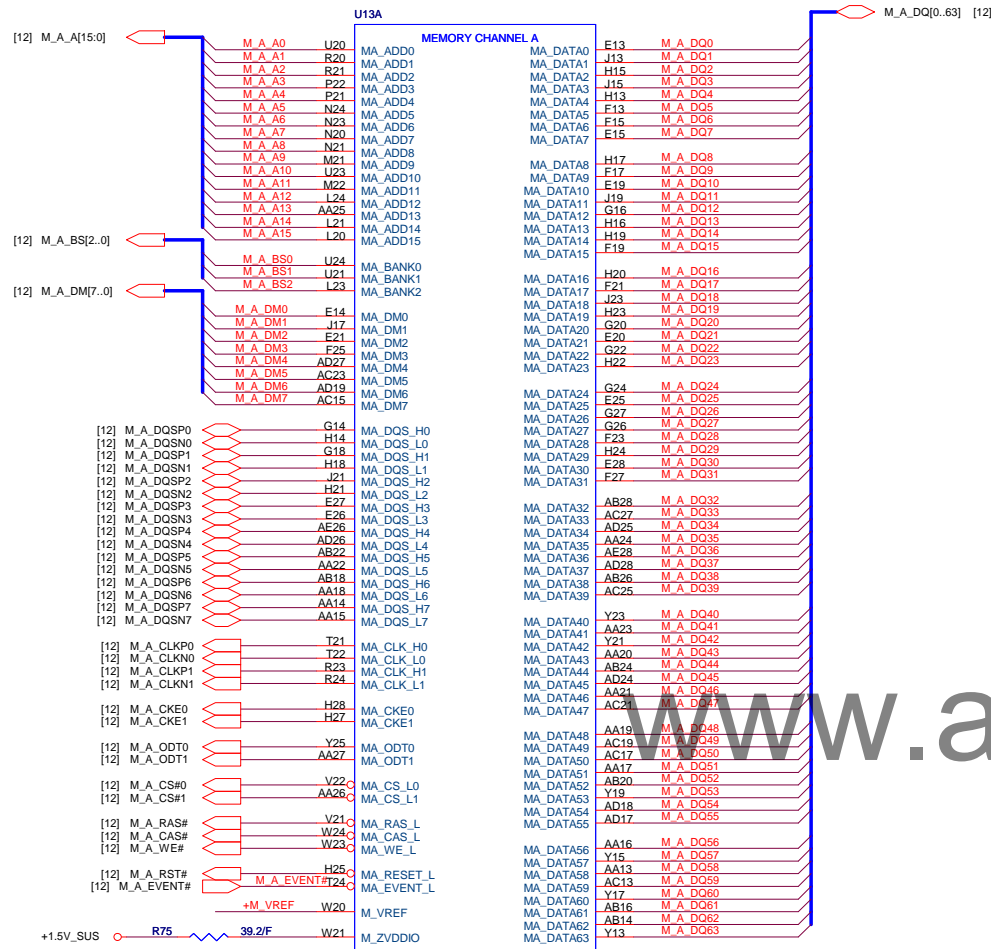 U13A
MEMORY CHANNEL A
[12] M_A_A[15:0]
M_A_DQ[0..63] [12]
M_A_A0 U20 MA_ADD0
M_A_A1 R20 MA_ADD1
M_A_A2 R21 MA_ADD2
M_A_A3 P22 MA_ADD3
M_A_A4 P21 MA_ADD4
M_A_A5 N24 MA_ADD5
M_A_A6 N23 MA_ADD6
M_A_A7 N20 MA_ADD7
M_A_A8 N21 MA_ADD8
M_A_A9 M21 MA_ADD9
M_A_A10 U23 MA_ADD10
M_A_A11 M22 MA_ADD11
M_A_A12 L24 MA_ADD12
M_A_A13 AA25 MA_ADD13
M_A_A14 L21 MA_ADD14
M_A_A15 L20 MA_ADD15
[12] M_A_BS[2..0]
M_A_BS0 U24 MA_BANK0
M_A_BS1 U21 MA_BANK1
M_A_BS2 L23 MA_BANK2
[12] M_A_DM[7..0]
M_A_DM0 E14 MA_DM0
M_A_DM1 J17 MA_DM1
M_A_DM2 E21 MA_DM2
M_A_DM3 F25 MA_DM3
M_A_DM4 AD27 MA_DM4
M_A_DM5 AC23 MA_DM5
M_A_DM6 AD19 MA_DM6
M_A_DM7 AC15 MA_DM7
[12] M_A_DQSP0 G14 MA_DQS_H0
[12] M_A_DQSN0 H14 MA_DQS_L0
[12] M_A_DQSP1 G18 MA_DQS_H1
[12] M_A_DQSN1 H18 MA_DQS_L1
[12] M_A_DQSP2 J21 MA_DQS_H2
[12] M_A_DQSN2 H21 MA_DQS_L2
[12] M_A_DQSP3 E27 MA_DQS_H3
[12] M_A_DQSN3 E26 MA_DQS_L3
[12] M_A_DQSP4 AE26 MA_DQS_H4
[12] M_A_DQSN4 AD26 MA_DQS_L4
[12] M_A_DQSP5 AB22 MA_DQS_H5
[12] M_A_DQSN5 AA22 MA_DQS_L5
[12] M_A_DQSP6 AB18 MA_DQS_H6
[12] M_A_DQSN6 AA18 MA_DQS_L6
[12] M_A_DQSP7 AA14 MA_DQS_H7
[12] M_A_DQSN7 AA15 MA_DQS_L7
[12] M_A_CLKP0 T21 MA_CLK_H0
[12] M_A_CLKN0 T22 MA_CLK_L0
[12] M_A_CLKP1 R23 MA_CLK_H1
[12] M_A_CLKN1 R24 MA_CLK_L1
[12] M_A_CKE0 H28 MA_CKE0
[12] M_A_CKE1 H27 MA_CKE1
[12] M_A_ODT0 Y25 MA_ODT0
[12] M_A_ODT1 AA27 MA_ODT1
[12] M_A_CS#0 V22 MA_CS_L0
[12] M_A_CS#1 AA26 MA_CS_L1
[12] M_A_RAS# V21 MA_RAS_L
[12] M_A_CAS# W24 MA_CAS_L
[12] M_A_WE# W23 MA_WE_L
[12] M_A_RST# H25 MA_RESET_L
[12] M_A_EVENT# M_A_EVENT# T24 MA_EVENT_L
+M_VREF W20 M_VREF
+1.5V_SUS R75 39.2/F W21 M_ZVDDIO
MA_DATA0 E13 M_A_DQ0
MA_DATA1 J13 M_A_DQ1
MA_DATA2 H15 M_A_DQ2
MA_DATA3 J15 M_A_DQ3
MA_DATA4 H13 M_A_DQ4
MA_DATA5 F13 M_A_DQ5
MA_DATA6 F15 M_A_DQ6
MA_DATA7 E15 M_A_DQ7
MA_DATA8 H17 M_A_DQ8
MA_DATA9 F17 M_A_DQ9
MA_DATA10 E19 M_A_DQ10
MA_DATA11 J19 M_A_DQ11
MA_DATA12 G16 M_A_DQ12
MA_DATA13 H16 M_A_DQ13
MA_DATA14 H19 M_A_DQ14
MA_DATA15 F19 M_A_DQ15
MA_DATA16 H20 M_A_DQ16
MA_DATA17 F21 M_A_DQ17
MA_DATA18 J23 M_A_DQ18
MA_DATA19 H23 M_A_DQ19
MA_DATA20 G20 M_A_DQ20
MA_DATA21 E20 M_A_DQ21
MA_DATA22 G22 M_A_DQ22
MA_DATA23 H22 M_A_DQ23
MA_DATA24 G24 M_A_DQ24
MA_DATA25 E25 M_A_DQ25
MA_DATA26 G27 M_A_DQ26
MA_DATA27 G26 M_A_DQ27
MA_DATA28 F23 M_A_DQ28
MA_DATA29 H24 M_A_DQ29
MA_DATA30 E28 M_A_DQ30
MA_DATA31 F27 M_A_DQ31
MA_DATA32 AB28 M_A_DQ32
MA_DATA33 AC27 M_A_DQ33
MA_DATA34 AD25 M_A_DQ34
MA_DATA35 AA24 M_A_DQ35
MA_DATA36 AE28 M_A_DQ36
MA_DATA37 AD28 M_A_DQ37
MA_DATA38 AB26 M_A_DQ38
MA_DATA39 AC25 M_A_DQ39
MA_DATA40 Y23 M_A_DQ40
MA_DATA41 AA23 M_A_DQ41
MA_DATA42 Y21 M_A_DQ42
MA_DATA43 AA20 M_A_DQ43
MA_DATA44 AB24 M_A_DQ44
MA_DATA45 AD24 M_A_DQ45
MA_DATA46 AA21 M_A_DQ46
MA_DATA47 AC21 M_A_DQ47
MA_DATA48 AA19 M_A_DQ48
MA_DATA49 AC19 M_A_DQ49
MA_DATA50 AC17 M_A_DQ50
MA_DATA51 AA17 M_A_DQ51
MA_DATA52 AB20 M_A_DQ52
MA_DATA53 Y19 M_A_DQ53
MA_DATA54 AD18 M_A_DQ54
MA_DATA55 AD17 M_A_DQ55
MA_DATA56 AA16 M_A_DQ56
MA_DATA57 Y15 M_A_DQ57
MA_DATA58 AA13 M_A_DQ58
MA_DATA59 AC13 M_A_DQ59
MA_DATA60 Y17 M_A_DQ60
MA_DATA61 AB16 M_A_DQ61
MA_DATA62 AB14 M_A_DQ62
MA_DATA63 Y13 M_A_DQ63
www.a